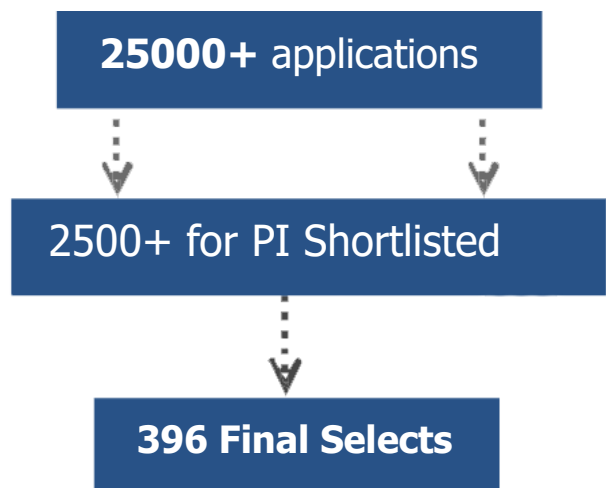 25000+ applications
2500+ for PI Shortlisted
396 Final Selects